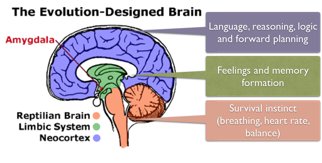 The Evolution-Designed Brain
Amygdala
Reptilian Brain
Limbic System
Neocortex
Language, reasoning, logic
and forward planning
Feelings and memory
formation
Survival instinct
(breathing, heart rate,
balance)